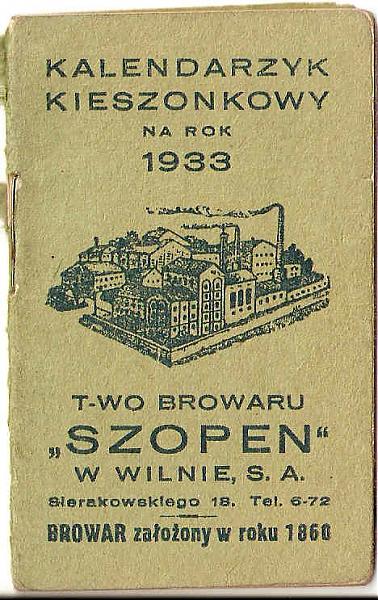 KALENDARZYK
KIESZONKOWY
NA ROK
1933
T-WO BROWARU
„SZOPEN“
W WILNIE, S. A.
Sierakowskiego 18. Tel. 6-72
BROWAR założony w roku 1860